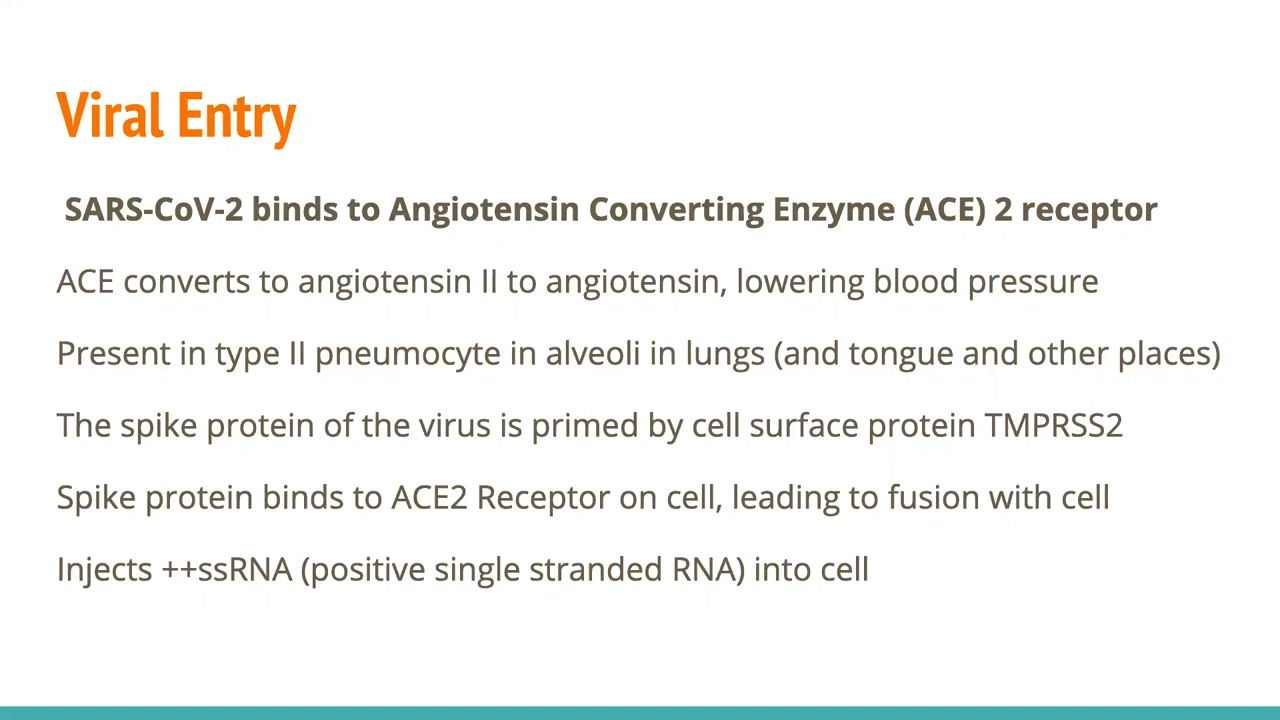 Viral Entry
SARS-CoV-2 binds to Angiotensin Converting Enzyme (ACE) 2 receptor
ACE converts to angiotensin II to angiotensin, lowering blood pressure
Present in type II pneumocyte in alveoli in lungs (and tongue and other places)
The spike protein of the virus is primed by cell surface protein TMPRSS2
Spike protein binds to ACE2 Receptor on cell, leading to fusion with cell
Injects ++ssRNA (positive single stranded RNA) into cell